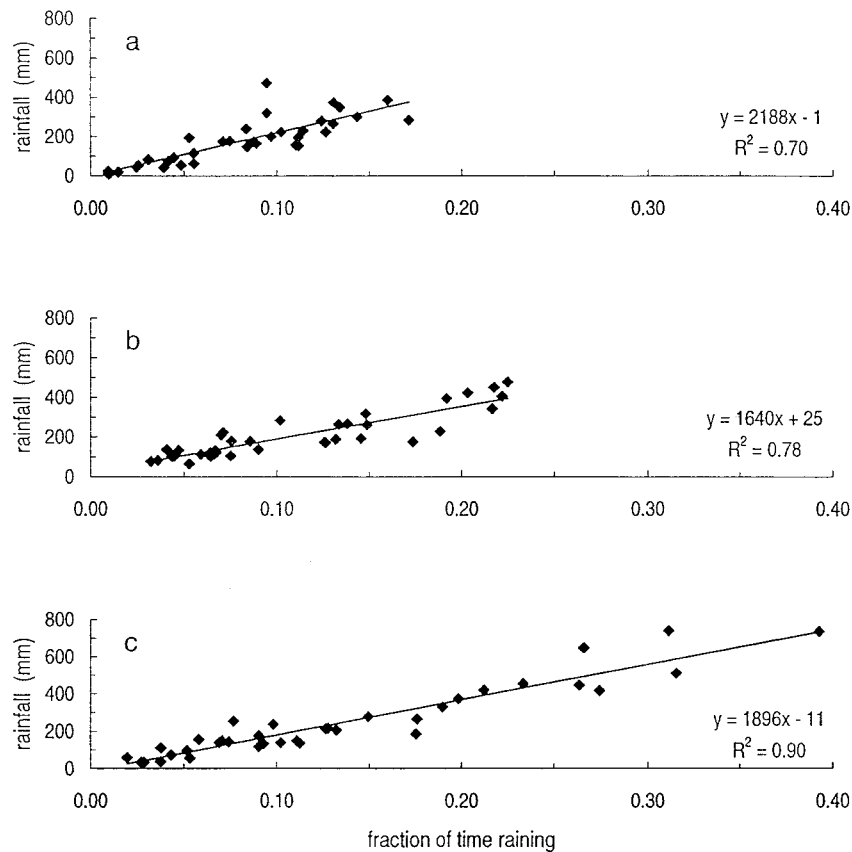 a
800
600
400
200
0
rainfall (mm)
y = 2188x - 1
R² = 0.70
0.00 0.10 0.20 0.30 0.40
b
800
600
400
200
0
rainfall (mm)
y = 1640x + 25
R² = 0.78
0.00 0.10 0.20 0.30 0.40
c
800
600
400
200
0
rainfall (mm)
y = 1896x - 11
R² = 0.90
0.00 0.10 0.20 0.30 0.40
fraction of time raining